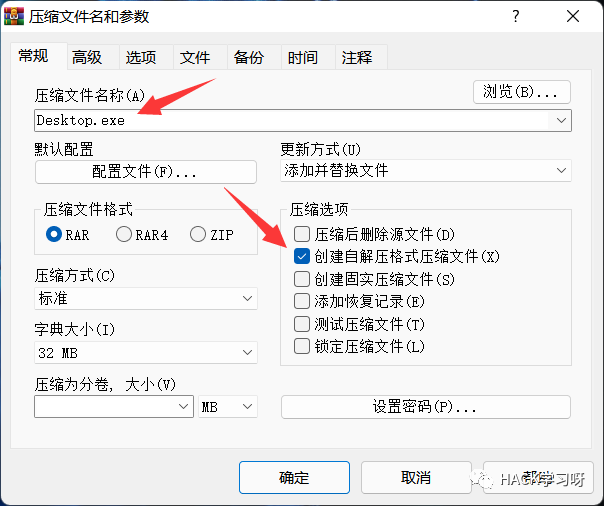 压缩文件名和参数
常规 高级 选项 文件 备份 时间 注释
压缩文件名称(A)
浏览(B)...
Desktop.exe
默认配置
配置文件(F)...
更新方式(U)
添加并替换文件
压缩文件格式
RAR RAR4 ZIP
压缩选项
压缩后删除源文件(D)
创建自解压格式压缩文件(X)
创建固实压缩文件(S)
添加恢复记录(E)
测试压缩文件(T)
锁定压缩文件(L)
压缩方式(C)
标准
字典大小(I)
32 MB
压缩为分卷, 大小(V)
MB
设置密码(P)...
确定 取消
HACK学习呀